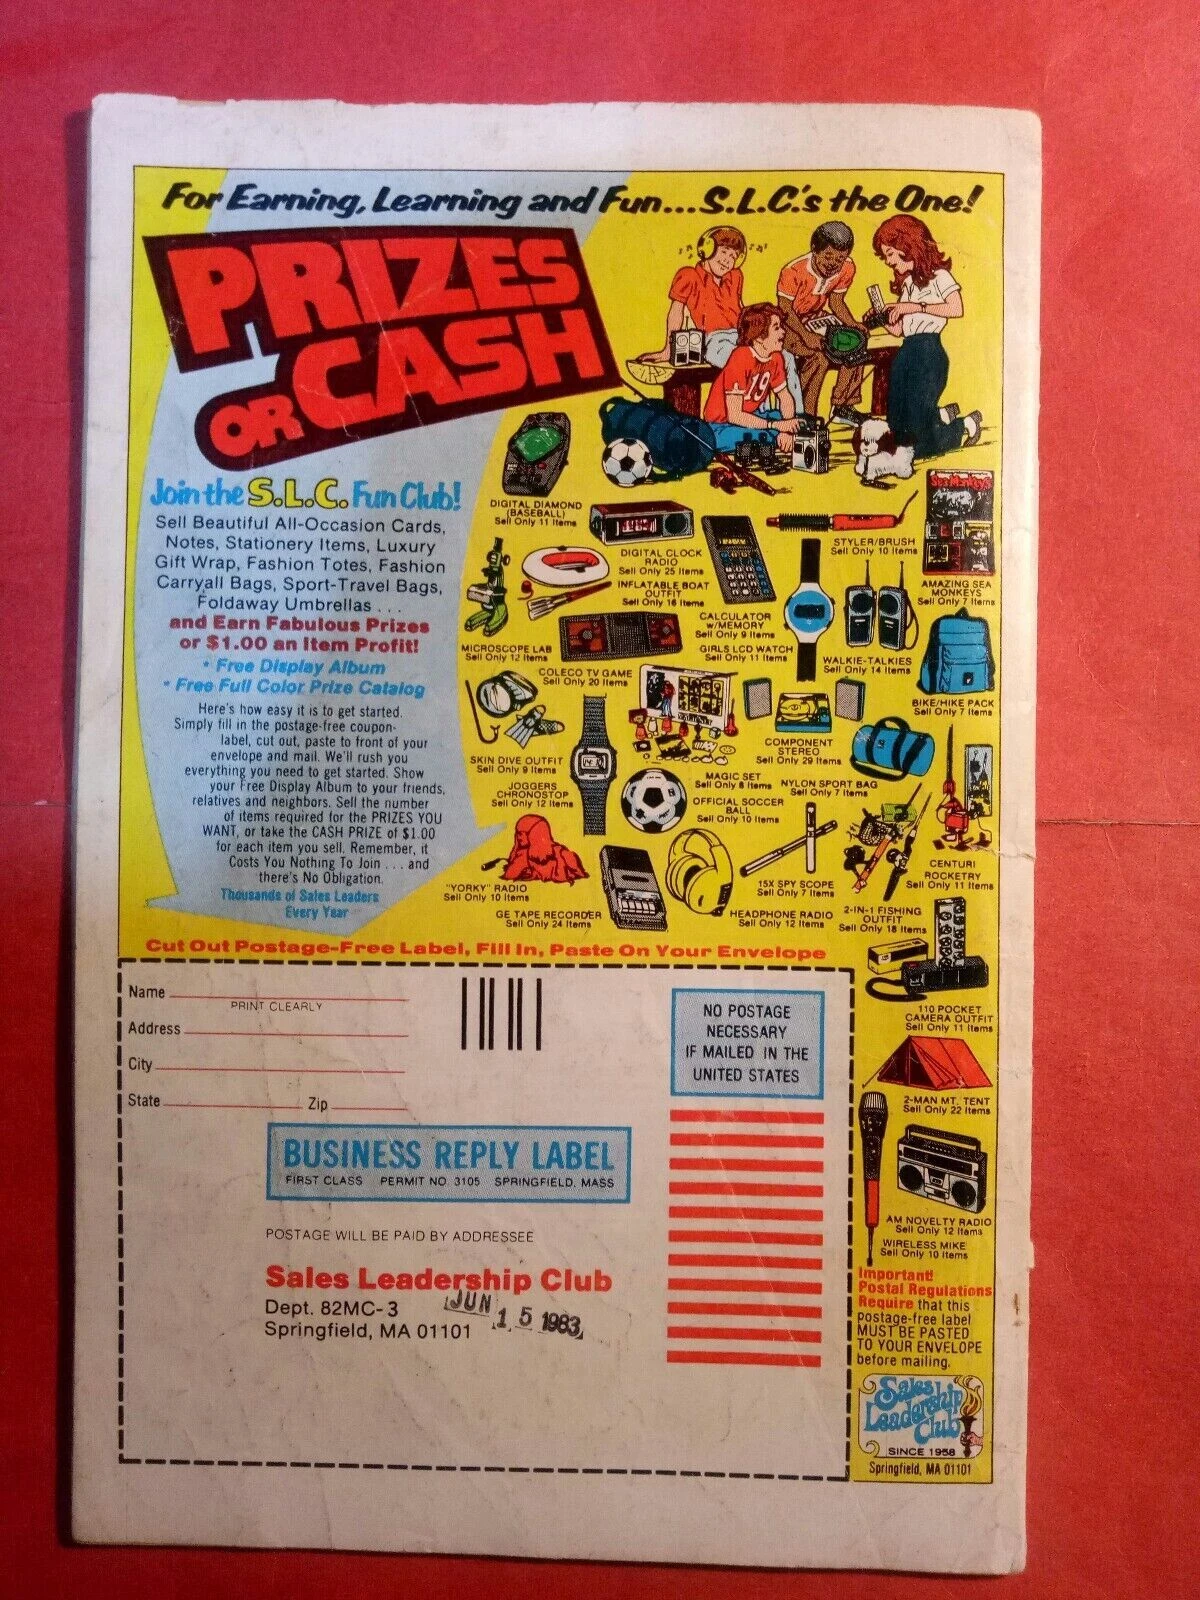 For Earning, Learning and Fun...S.L.C.'s the One!
PRIZES
OR CASH
Join the S.L.C. Fun Club!
Sell Beautiful All-Occasion Cards,
Notes, Stationery Items, Luxury
Gift Wrap, Fashion Totes, Fashion
Carryall Bags, Sport-Travel Bags,
Foldaway Umbrellas . . .
and Earn Fabulous Prizes
or $1.00 an Item Profit!
• Free Display Album
• Free Full Color Prize Catalog
Here's how easy it is to get started.
Simply fill in the postage-free coupon-
label, cut out, paste to front of your
envelope and mail. We'll rush you
everything you need to get started. Show
your Free Display Album to your friends,
relatives and neighbors. Sell the number
of items required for the PRIZES YOU
WANT, or take the CASH PRIZE of $1.00
for each item you sell. Remember, it
Costs You Nothing To Join . . . and
there's No Obligation.
Thousands of Sales Leaders
Every Year
19
DIGITAL DIAMOND
(BASEBALL)
Sell Only 11 Items
DIGITAL CLOCK
RADIO
Sell Only 25 Items
STYLER/BRUSH
Sell Only 10 Items
Sea Monkeys
AMAZING SEA
MONKEYS
Sell Only 7 Items
INFLATABLE BOAT
OUTFIT
Sell Only 16 Items
CALCULATOR
w/MEMORY
Sell Only 9 Items
MICROSCOPE LAB
Sell Only 12 Items
GIRLS LCD WATCH
Sell Only 11 Items
WALKIE-TALKIES
Sell Only 14 Items
COLECO TV GAME
Sell Only 20 Items
BIKE/HIKE PACK
Sell Only 7 Items
COMPONENT
STEREO
Sell Only 29 Items
SKIN DIVE OUTFIT
Sell Only 9 Items
MAGIC SET
Sell Only 8 Items
NYLON SPORT BAG
Sell Only 7 Items
JOGGERS
CHRONOSTOP
Sell Only 12 Items
OFFICIAL SOCCER
BALL
Sell Only 10 Items
CENTURI
ROCKETRY
Sell Only 11 Items
"YORKY" RADIO
Sell Only 10 Items
15X SPY SCOPE
Sell Only 7 Items
GE TAPE RECORDER
Sell Only 24 Items
HEADPHONE RADIO
Sell Only 12 Items
2-IN-1 FISHING
OUTFIT
Sell Only 18 Items
110 POCKET
CAMERA OUTFIT
Sell Only 11 Items
2-MAN MT. TENT
Sell Only 22 Items
AM NOVELTY RADIO
Sell Only 12 Items
WIRELESS MIKE
Sell Only 10 Items
Important!
Postal Regulations
Require that this
postage-free label
MUST BE PASTED
TO YOUR ENVELOPE
before mailing.
Sales
Leadership
Club
SINCE 1958
Springfield, MA 01101
Cut Out Postage-Free Label, Fill In, Paste On Your Envelope
Name
PRINT CLEARLY
Address
City
State Zip
NO POSTAGE
NECESSARY
IF MAILED IN THE
UNITED STATES
BUSINESS REPLY LABEL
FIRST CLASS PERMIT NO. 3105 SPRINGFIELD, MASS
POSTAGE WILL BE PAID BY ADDRESSEE
Sales Leadership Club
Dept. 82MC-3
Springfield, MA 01101
JUN 15 1983